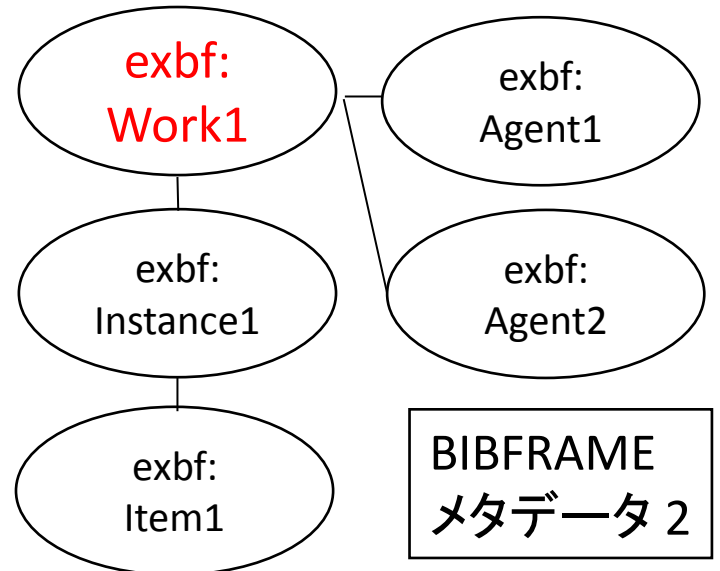 exbf:
Work1
exbf:
Agent1
exbf:
Instance1
exbf:
Agent2
exbf:
Item1
BIBFRAME
メタデータ2